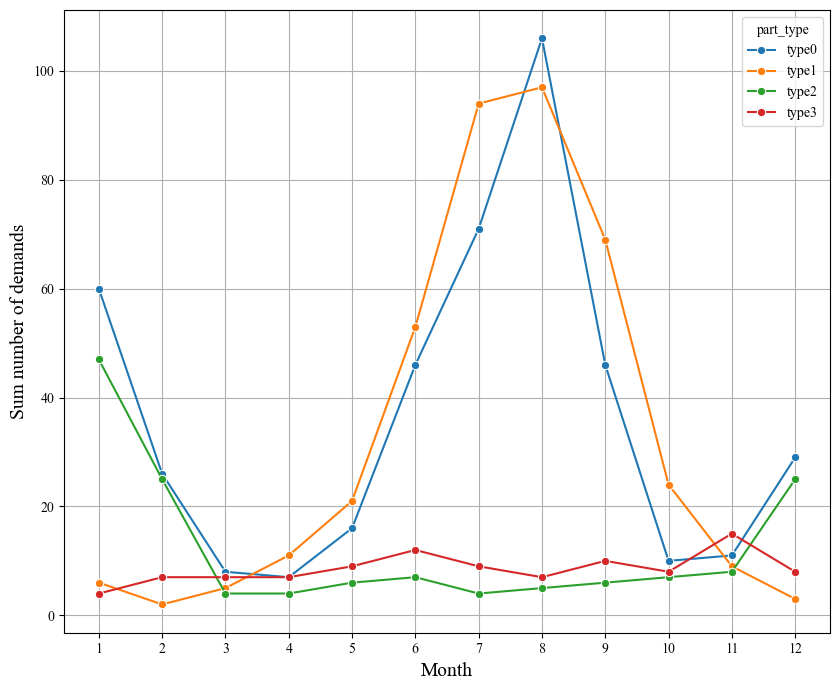 part_type
type0
type1
type2
type3
Sum number of demands
100
80
60
40
20
0
1 2 3 4 5 6 7 8 9 10 11 12
Month